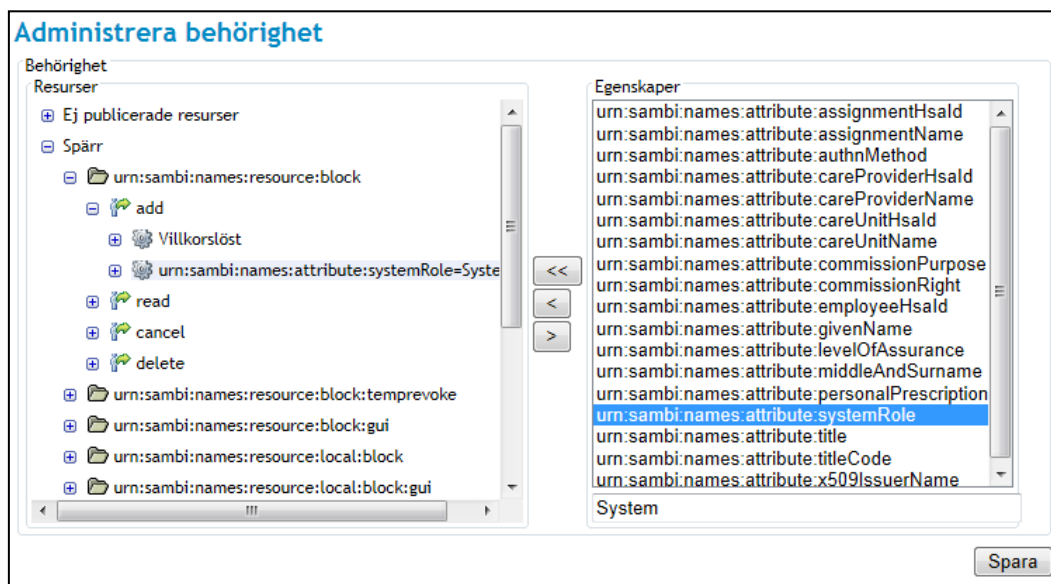 Administrera behörighet
Behörighet
Resurser
Ej publicerade resurser
Spärr
urn:sambi:names:resource:block
add
Villkorslöst
urn:sambi:names:attribute:systemRole=Syste
read
cancel
delete
urn:sambi:names:resource:block:temprevoke
urn:sambi:names:resource:block:gui
urn:sambi:names:resource:local:block
urn:sambi:names:resource:local:block:gui
<<
<
>
Egenskaper
urn:sambi:names:attribute:assignmentHsaId
urn:sambi:names:attribute:assignmentName
urn:sambi:names:attribute:authnMethod
urn:sambi:names:attribute:careProviderHsaId
urn:sambi:names:attribute:careProviderName
urn:sambi:names:attribute:careUnitHsaId
urn:sambi:names:attribute:careUnitName
urn:sambi:names:attribute:commissionPurpose
urn:sambi:names:attribute:commissionRight
urn:sambi:names:attribute:employeeHsaId
urn:sambi:names:attribute:givenName
urn:sambi:names:attribute:levelOfAssurance
urn:sambi:names:attribute:middleAndSurname
urn:sambi:names:attribute:personalPrescription
urn:sambi:names:attribute:systemRole
urn:sambi:names:attribute:title
urn:sambi:names:attribute:titleCode
urn:sambi:names:attribute:x509IssuerName
System
Spara